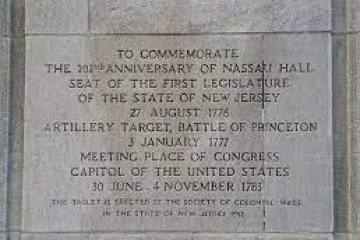 TO COMMEMORATE
THE 202ND ANNIVERSARY OF NASSAU HALL
SEAT OF THE FIRST LEGISLATURE
OF THE STATE OF NEW JERSEY
27 AUGUST 1776
ARTILLERY TARGET, BATTLE OF PRINCETON
3 JANUARY 1777
MEETING PLACE OF CONGRESS
CAPITOL OF THE UNITED STATES
30 JUNE - 4 NOVEMBER 1783
THIS TABLET IS ERECTED BY THE SOCIETY OF COLONIAL WARS
IN THE STATE OF NEW JERSEY